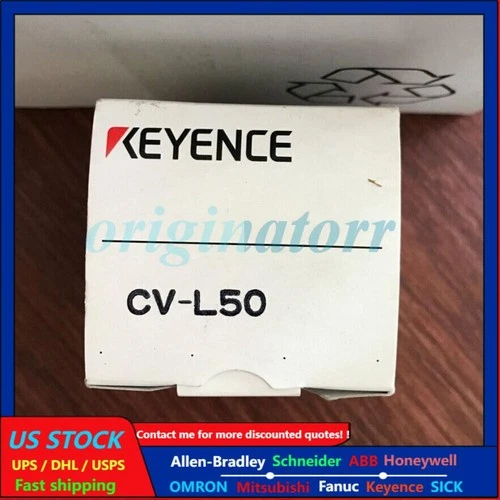 KEYENCE
originatorr
CV-L50
US STOCK
UPS / DHL / USPS
Fast shipping
Contact me for more discounted quotes! !
Allen-Bradley Schneider ABB Honeywell
OMRON Mitsubishi Fanuc Keyence SICK